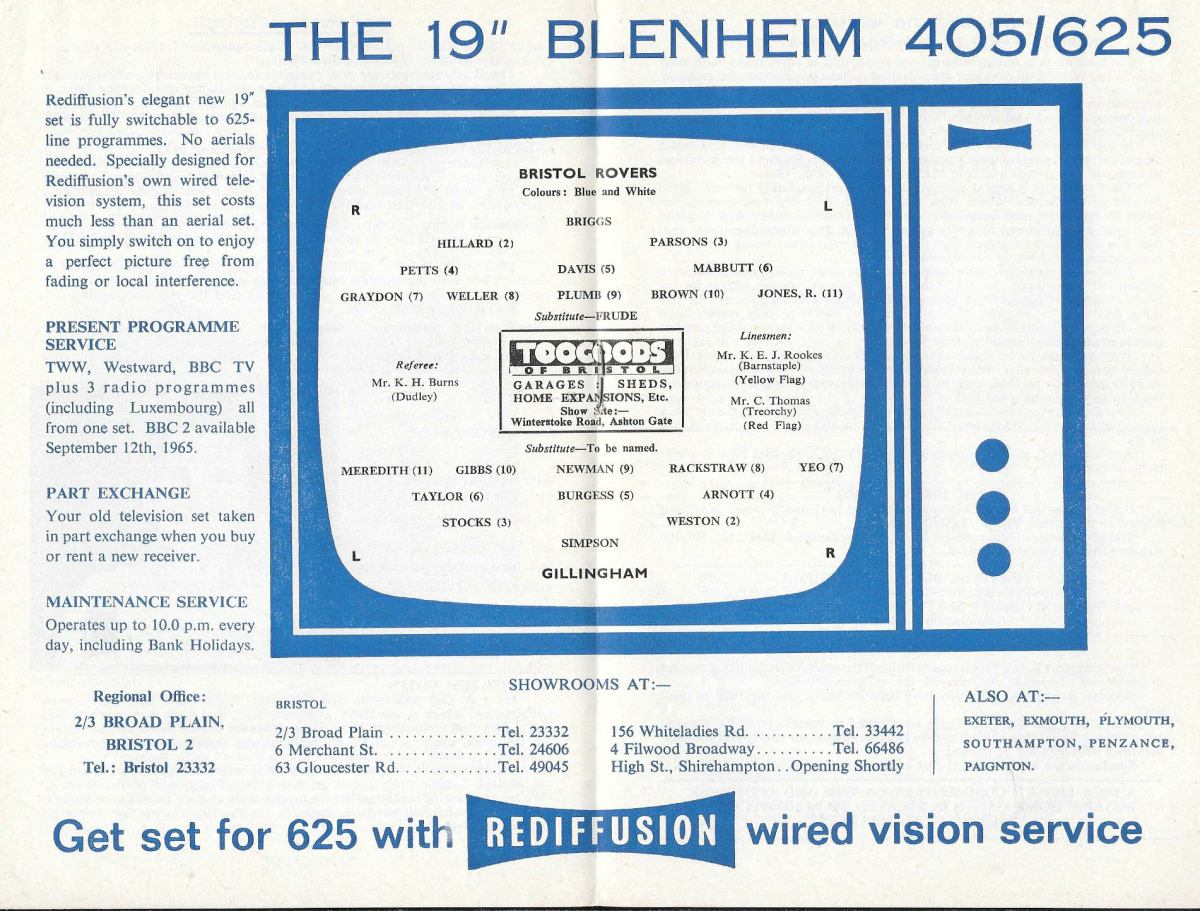 THE 19" BLENHEIM 405/625
Rediffusion's elegant new 19"
set is fully switchable to 625-
line programmes. No aerials
needed. Specially designed for
Rediffusion's own wired tele-
vision system, this set costs
much less than an aerial set.
You simply switch on to enjoy
a perfect picture free from
fading or local interference.
PRESENT PROGRAMME
SERVICE
TWW, Westward, BBC TV
plus 3 radio programmes
(including Luxembourg) all
from one set. BBC 2 available
September 12th, 1965.
PART EXCHANGE
Your old television set taken
in part exchange when you buy
or rent a new receiver.
MAINTENANCE SERVICE
Operates up to 10.0 p.m. every
day, including Bank Holidays.
BRISTOL ROVERS
Colours: Blue and White
R L
BRIGGS
HILLARD (2) PARSONS (3)
PETTS (4) DAVIS (5) MABBUTT (6)
GRAYDON (7) WELLER (8) PLUMB (9) BROWN (10) JONES, R. (11)
Substitute—FRUDE
Referee:
Mr. K. H. Burns
(Dudley)
TOOGOODS
OF BRISTOL
GARAGES : SHEDS,
HOME EXPANSIONS, Etc.
Show Site:—
Winterstoke Road, Ashton Gate
Linesmen:
Mr. K. E. J. Rookes
(Barnstaple)
(Yellow Flag)
Mr. C. Thomas
(Treorchy)
(Red Flag)
Substitute—To be named.
MEREDITH (11) GIBBS (10) NEWMAN (9) RACKSTRAW (8) YEO (7)
TAYLOR (6) BURGESS (5) ARNOTT (4)
STOCKS (3) WESTON (2)
SIMPSON
L R
GILLINGHAM
Regional Office:
2/3 BROAD PLAIN,
BRISTOL 2
Tel.: Bristol 23332
SHOWROOMS AT:—
BRISTOL
2/3 Broad Plain ............Tel. 23332
6 Merchant St. ............Tel. 24606
63 Gloucester Rd. ............Tel. 49045
156 Whiteladies Rd. ..........Tel. 33442
4 Filwood Broadway..........Tel. 66486
High St., Shirehampton..Opening Shortly
ALSO AT:—
EXETER, EXMOUTH, PLYMOUTH,
SOUTHAMPTON, PENZANCE,
PAIGNTON.
Get set for 625 with REDIFFUSION wired vision service